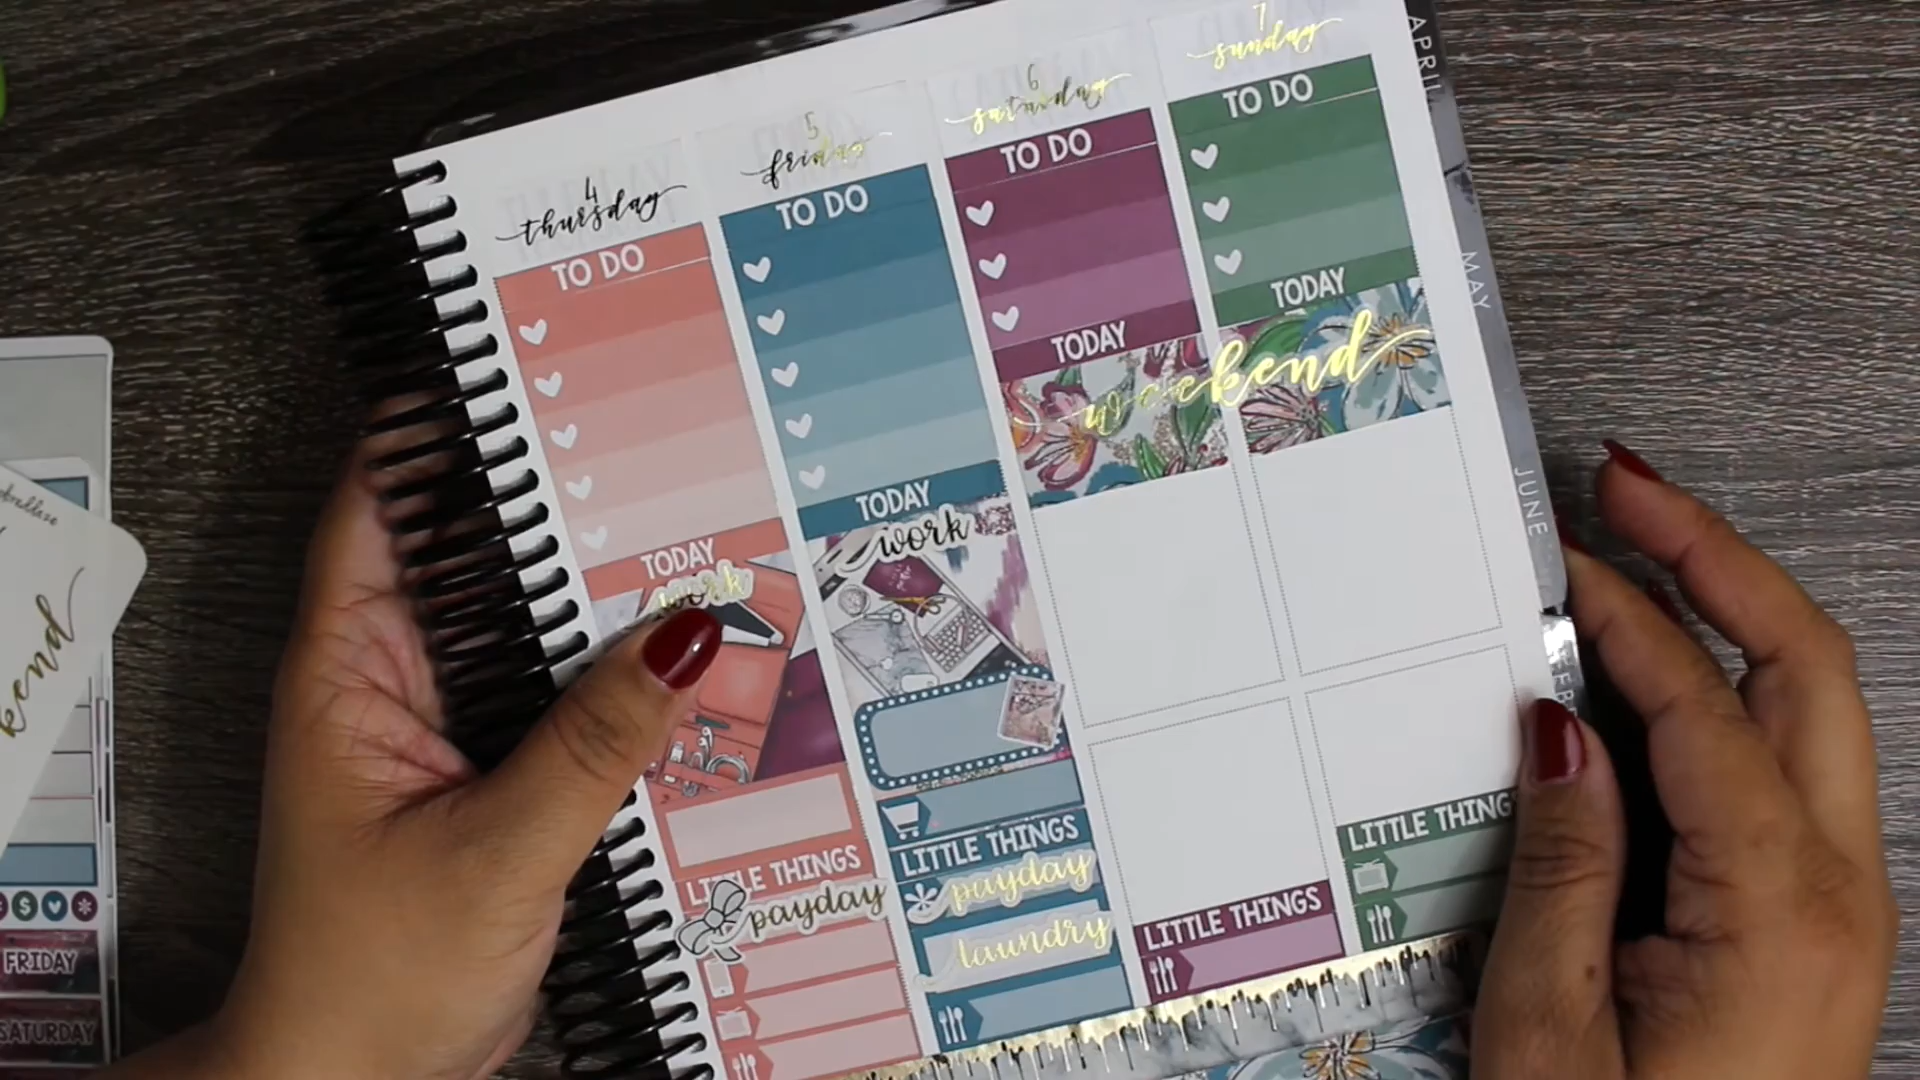 4
thursday
TO DO
TODAY
work
LITTLE THINGS
payday
5
friday
TO DO
TODAY
work
LITTLE THINGS
payday
laundry
6
saturday
TO DO
TODAY
weekend
LITTLE THINGS
7
sunday
TO DO
TODAY
LITTLE THINGS
APRIL
MAY
JUNE
FEB
kend
FRIDAY
SATURDAY